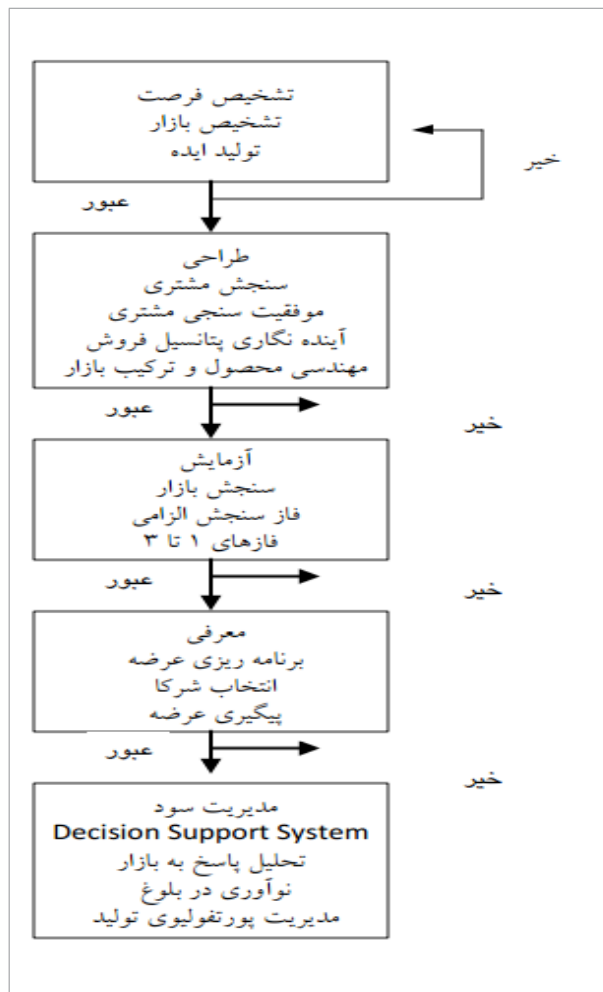 تشخیص فرصت
تشخیص بازار
تولید ایده
خیر
عبور
طراحی
سنجش مشتری
موفقیت سنجی مشتری
آینده نگاری پتانسیل فروش
مهندسی محصول و ترکیب بازار
عبور
خیر
آزمایش
سنجش بازار
فاز سنجش الزامی
فازهای ۱ تا ۳
عبور
خیر
معرفی
برنامه ریزی عرضه
انتخاب شرکا
پیگیری عرضه
عبور
خیر
مدیریت سود
Decision Support System
تحلیل پاسخ به بازار
نوآوری در بلوغ
مدیریت پورتفولیوی تولید